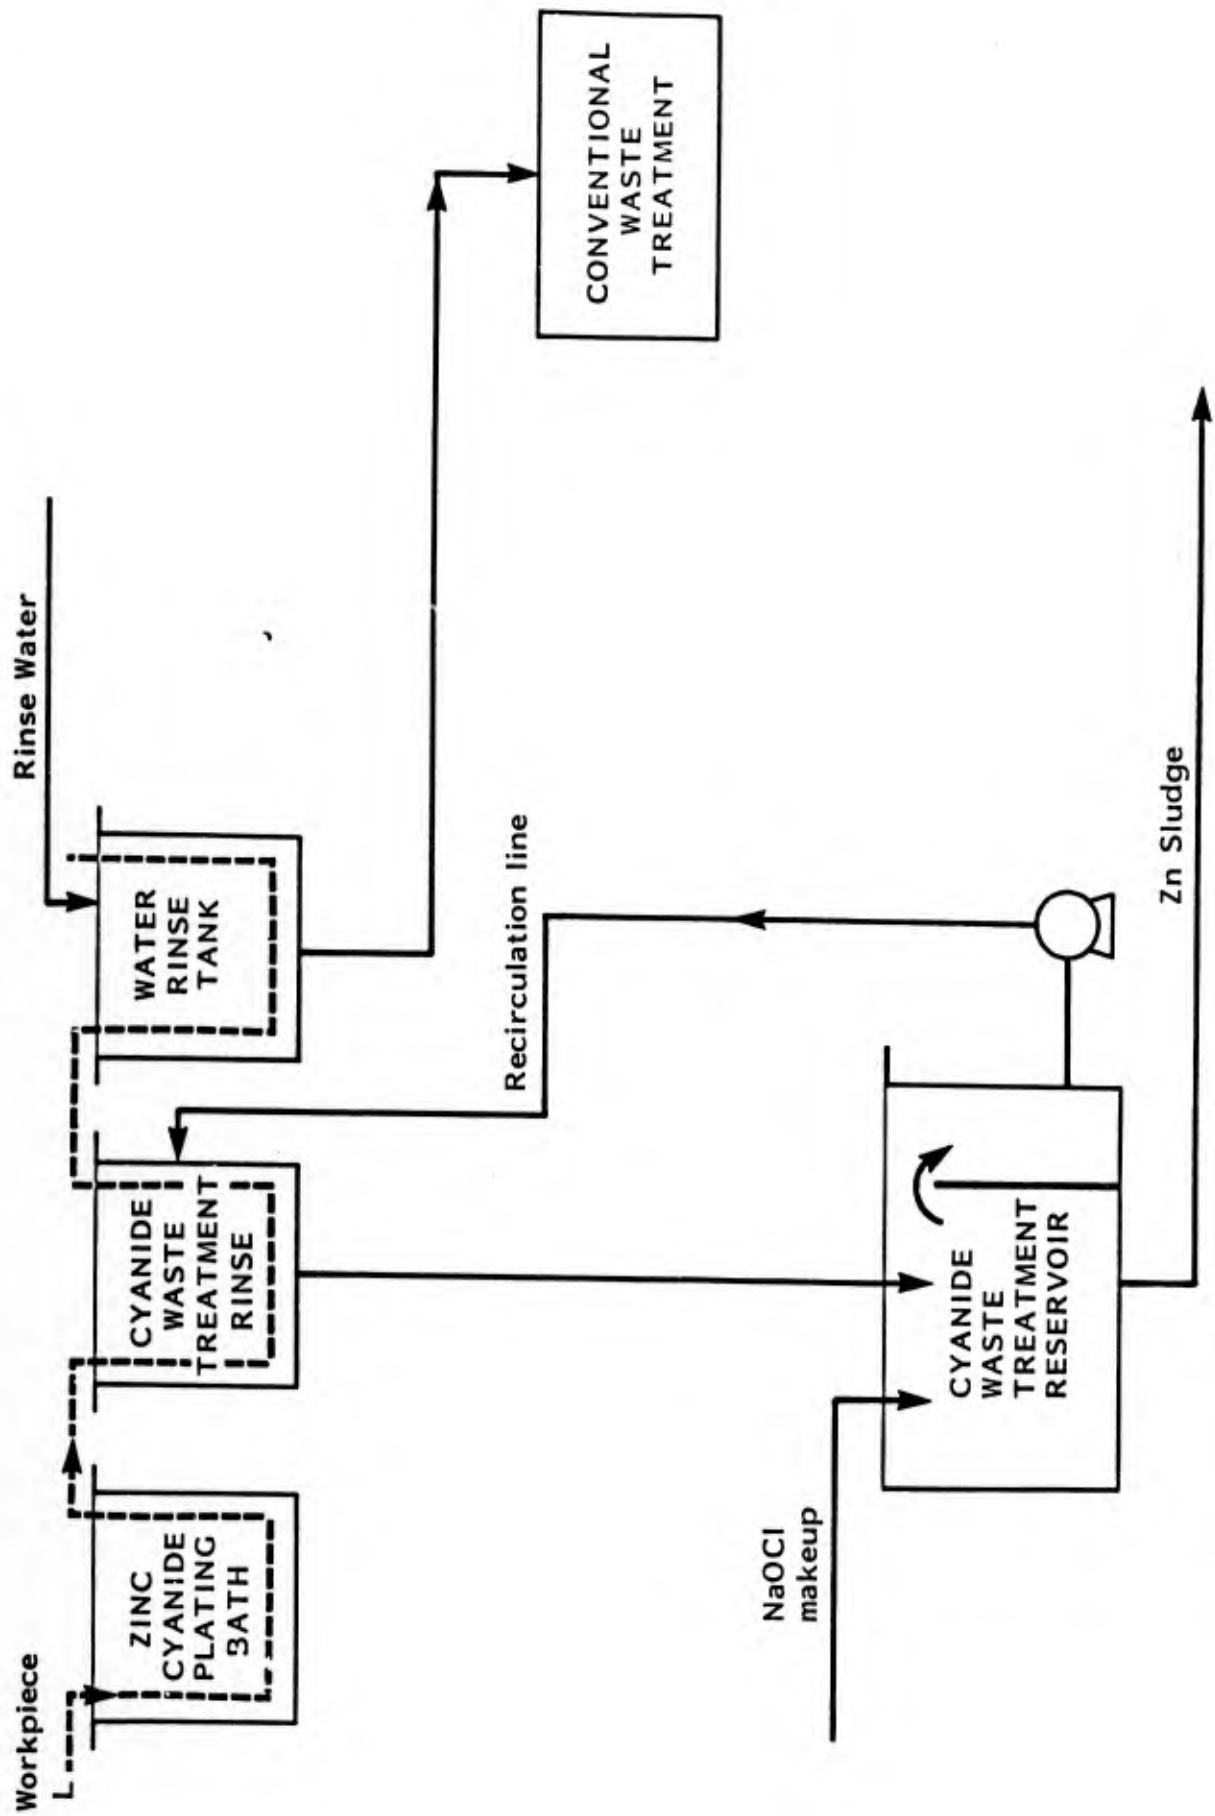 Workpiece
L
ZINC
CYANIDE
PLATING
BATH
CYANIDE
WASTE
TREATMENT
RINSE
WATER
RINSE
TANK
Rinse Water
Recirculation line
CONVENTIONAL
WASTE
TREATMENT
NaOCl
makeup
CYANIDE
WASTE
TREATMENT
RESERVOIR
Zn Sludge